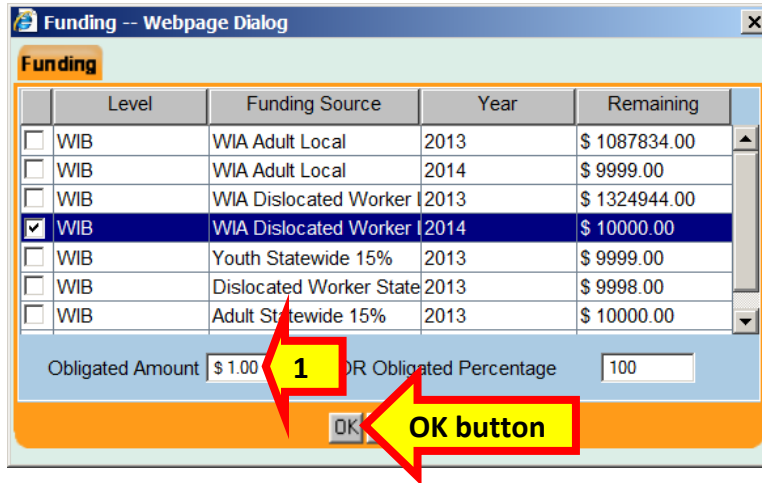 Funding -- Webpage Dialog
Funding
Level Funding Source Year Remaining
WIB WIA Adult Local 2013 $ 1087834.00
WIB WIA Adult Local 2014 $ 9999.00
WIB WIA Dislocated Worker 2013 $ 1324944.00
WIB WIA Dislocated Worker 2014 $ 10000.00
WIB Youth Statewide 15% 2013 $ 9999.00
WIB Dislocated Worker State 2013 $ 9998.00
WIB Adult Statewide 15% 2013 $ 10000.00
Obligated Amount $ 1.00 1 OR Obligated Percentage 100
OK OK button